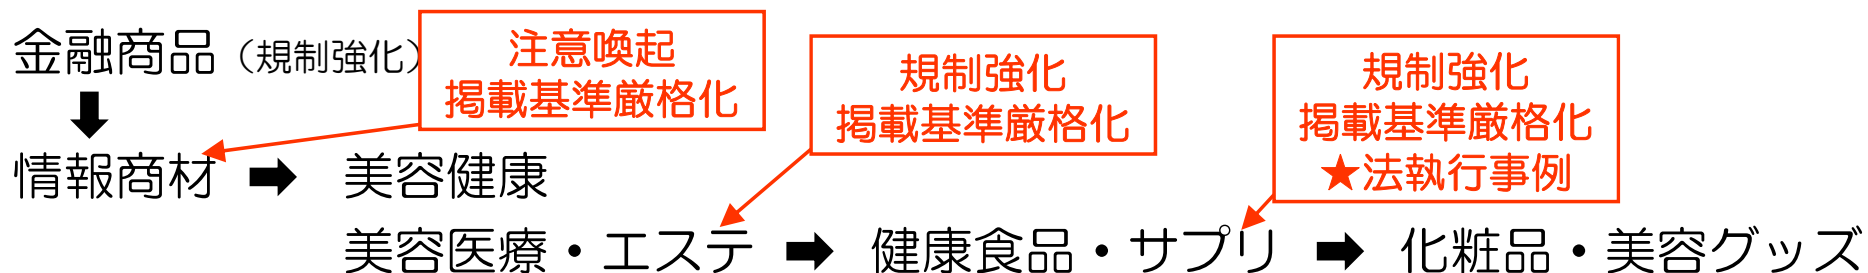 金融商品（規制強化）
注意喚起
掲載基準厳格化
規制強化
掲載基準厳格化
規制強化
掲載基準厳格化
★法執行事例
情報商材
美容健康
美容医療・エステ
健康食品・サプリ
化粧品・美容グッズ